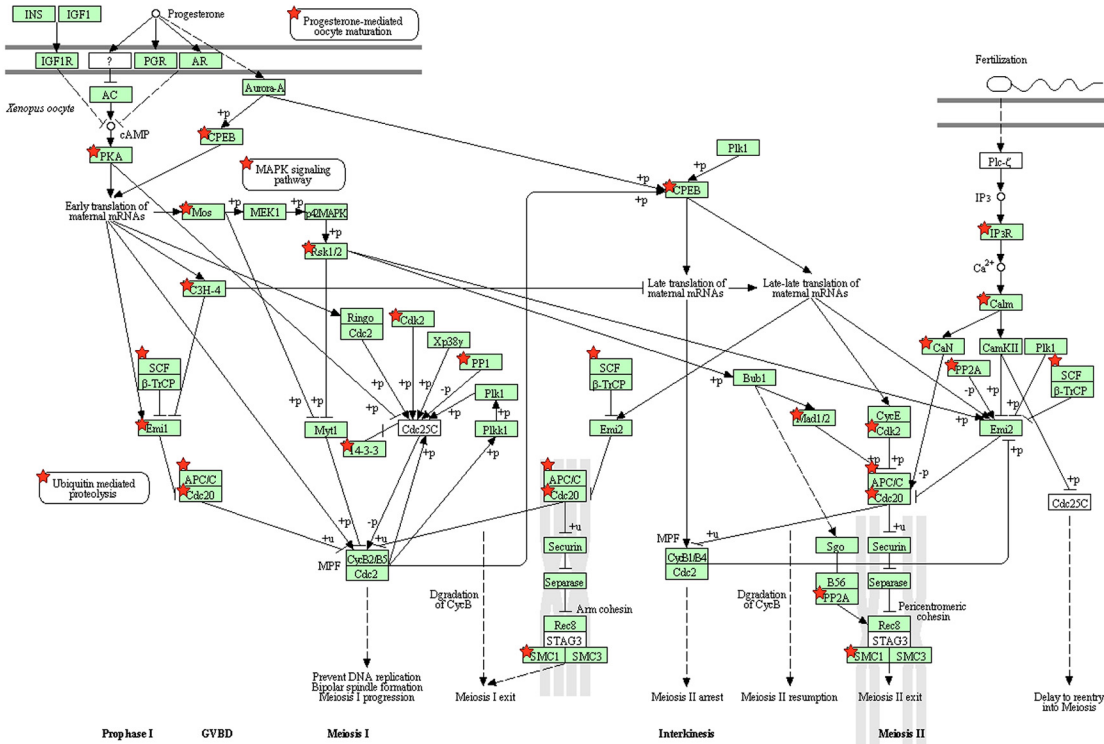 INS
IGF1
Progesterone
Progesterone-mediated
oocyte maturation
IGF1R
?
PGR
AR
Fertilization
AC
Aurora-A
Xenopus oocyte
cAMP
+p
CPEB
PKA
MAPK signaling
pathway
Plk1
+p
Plc-ζ
+p
CPEB
+p
IP3
Early translation of
maternal mRNAs
Mos
+p
MEK1
+p
p42MAPK
+p
Rsk1/2
IP3R
Ca2+
C3H-4
Late translation of
maternal mRNAs
Late-late translation of
maternal mRNAs
Calm
Ringo
Cdc2
Cdk2
Xp38γ
PP1
SCF
β-TrCP
SCF
β-TrCP
CaN
CamKII
Plk1
PP2A
SCF
β-TrCP
Bub1
+p
+p
+p
+p
+p
-p
+p
Plk1
+p
Plkk1
-p
+p
+p
Emi1
Myt1
Cdc25C
14-3-3
+p
Emi2
Mad1/2
CycE
Cdk2
Emi2
+p
+p
+p
Ubiquitin mediated
proteolysis
APC/C
Cdc20
APC/C
Cdc20
APC/C
Cdc20
-p
+p
Cdc25C
+p
-p
+u
+u
+u
+u
+u
MPF
CycB2/B5
Cdc2
Securin
MPF
CycB1/B4
Cdc2
Sgo
Securin
Separase
B56
PP2A
Separase
Dgradation
of CycB
Arm cohesin
Dgradation
of CycB
Pericentromeric
cohesin
Rec8
STAG3
SMC1
SMC3
Rec8
STAG3
SMC1
SMC3
Prevent DNA replication
Bipolar spindle formation
Meiosis I progression
Meiosis I exit
Meiosis II arrest
Meiosis II resumption
Meiosis II exit
Delay to reentry
into Meiosis
Prophase I
GVBD
Meiosis I
Interkinesis
Meiosis II